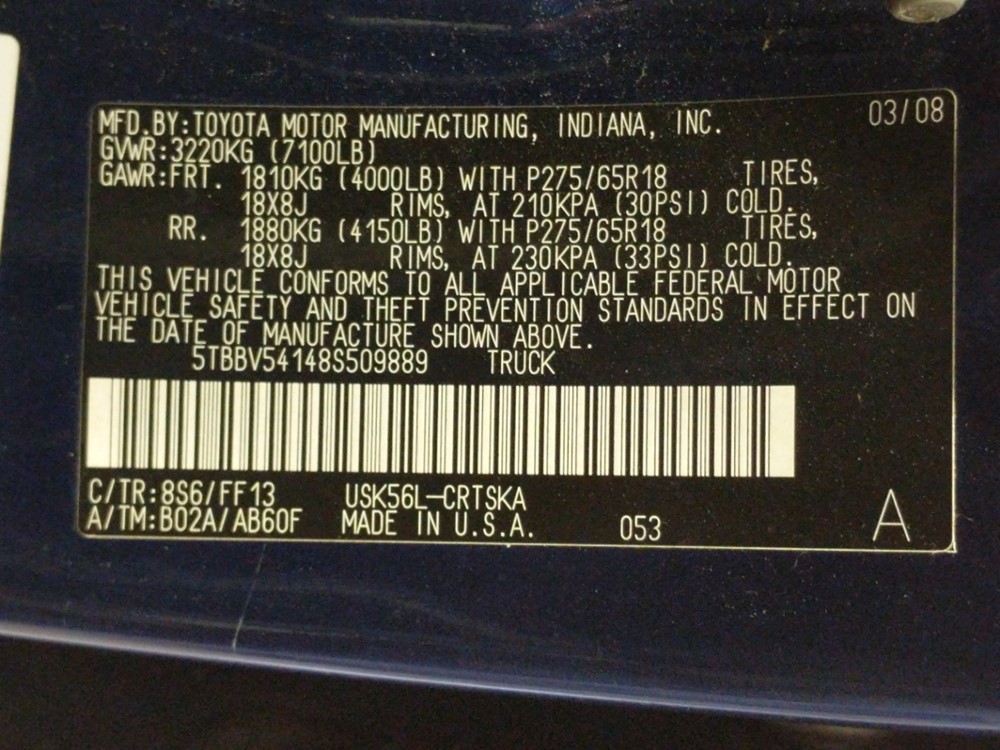 MFD.BY:TOYOTA MOTOR MANUFACTURING, INDIANA, INC. 03/08
GVWR:3220KG (7100LB)
GAWR:FRT. 1810KG (4000LB) WITH P275/65R18 TIRES,
18X8J RIMS, AT 210KPA (30PSI) COLD.
RR. 1880KG (4150LB) WITH P275/65R18 TIRES,
18X8J RIMS, AT 230KPA (33PSI) COLD.
THIS VEHICLE CONFORMS TO ALL APPLICABLE FEDERAL MOTOR
VEHICLE SAFETY AND THEFT PREVENTION STANDARDS IN EFFECT ON
THE DATE OF MANUFACTURE SHOWN ABOVE.
5TBBV54148S509889 TRUCK
C/TR:8S6/FF13 USK56L-CRTSKA
A/TM:B02A/AB60F MADE IN U.S.A. 053 A